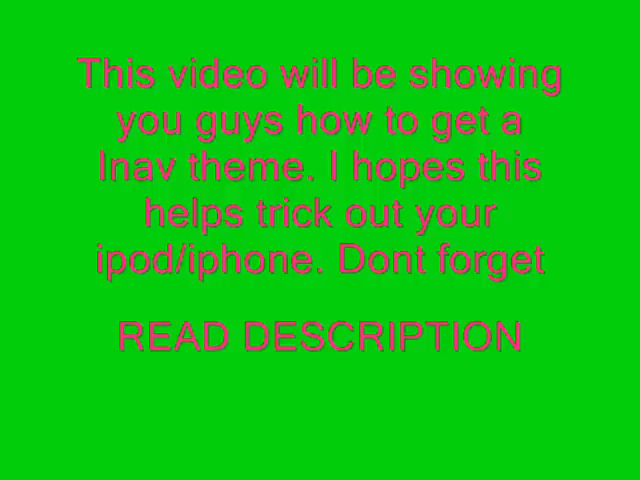 This video will be showing
you guys how to get a
Inav theme. I hopes this
helps trick out your
ipod/iphone. Dont forget
READ DESCRIPTION